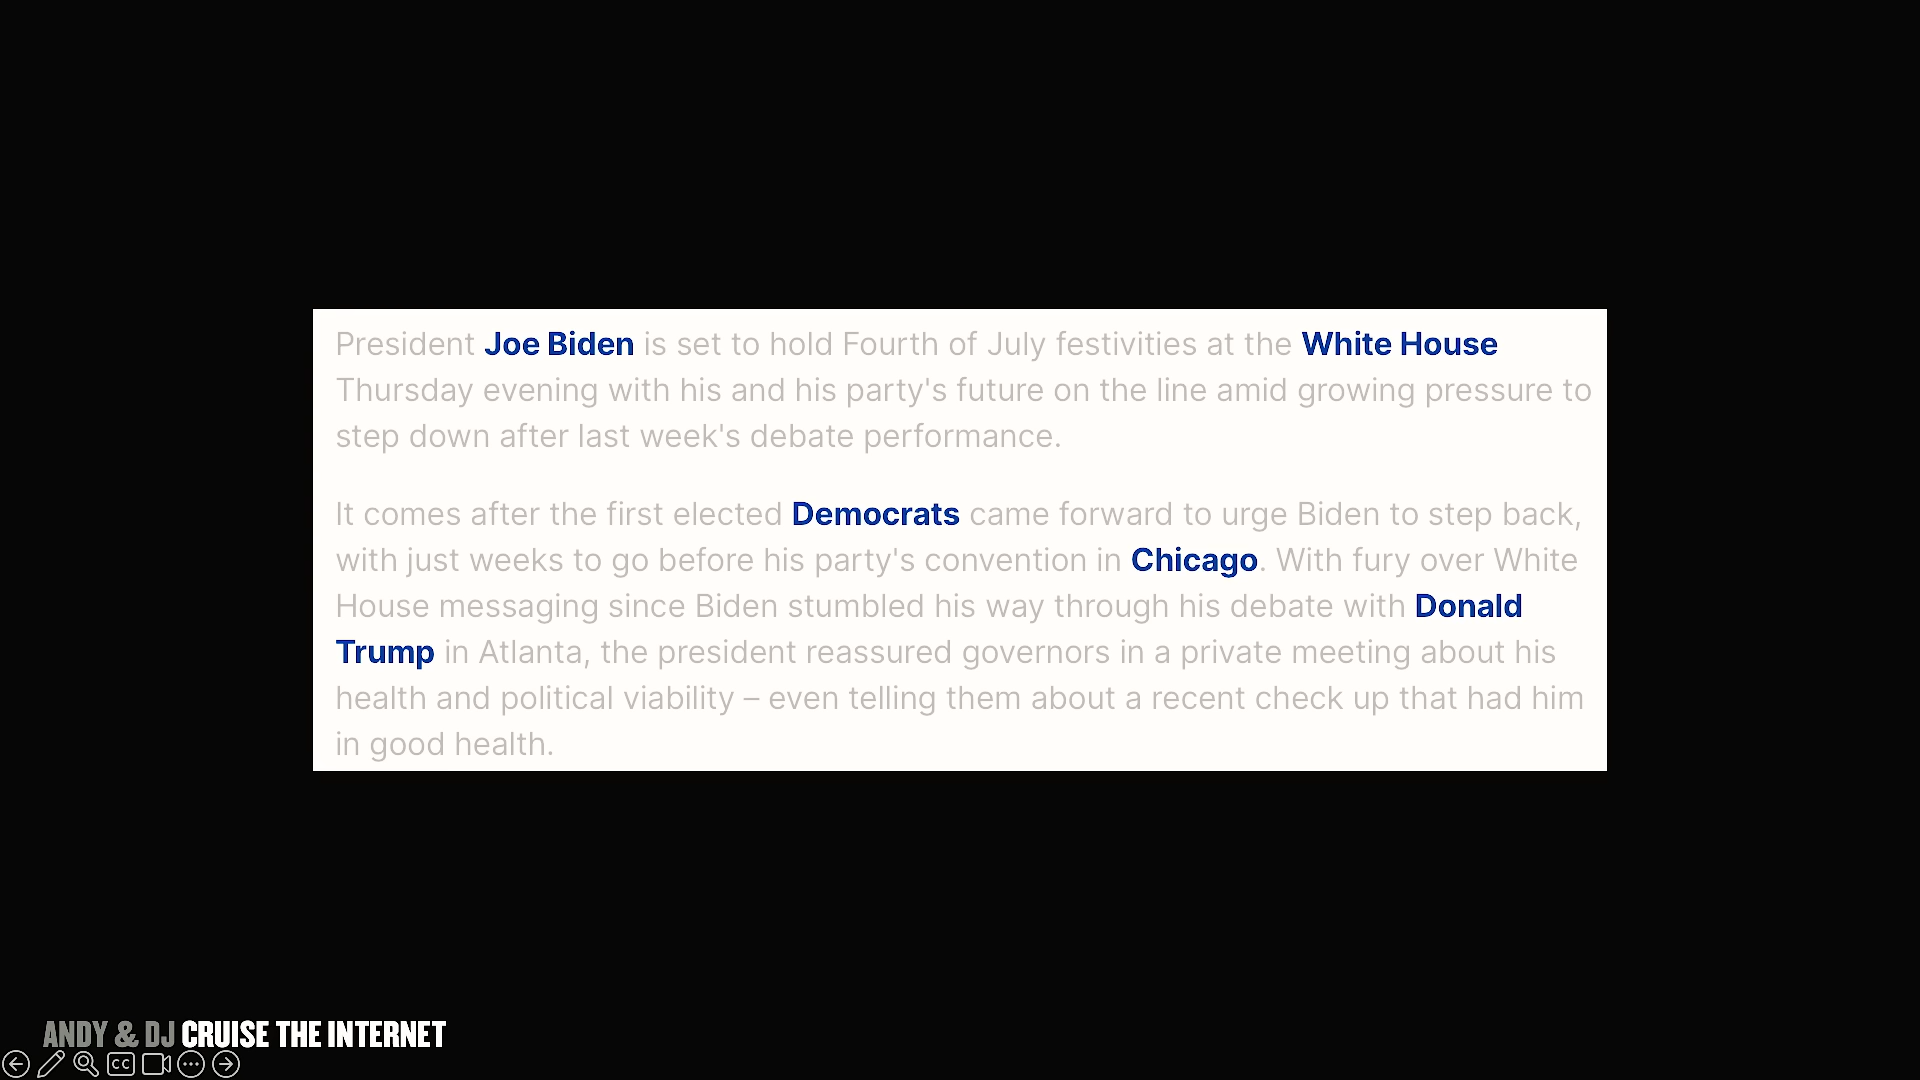 President Joe Biden is set to hold Fourth of July festivities at the White House
Thursday evening with his and his party's future on the line amid growing pressure to
step down after last week's debate performance.
It comes after the first elected Democrats came forward to urge Biden to step back,
with just weeks to go before his party's convention in Chicago. With fury over White
House messaging since Biden stumbled his way through his debate with Donald
Trump in Atlanta, the president reassured governors in a private meeting about his
health and political viability – even telling them about a recent check up that had him
in good health.
ANDY & DJ CRUISE THE INTERNET
CC